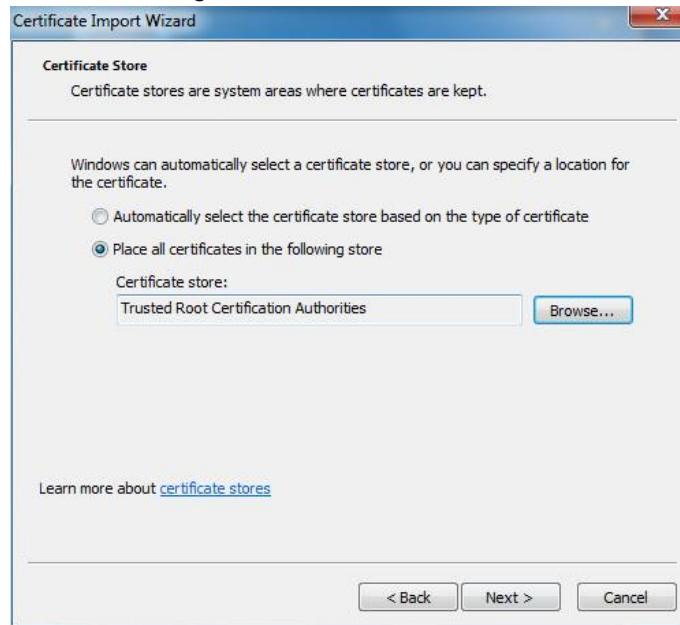 Certificate Import Wizard
Certificate Store
Certificate stores are system areas where certificates are kept.
Windows can automatically select a certificate store, or you can specify a location for
the certificate.
Automatically select the certificate store based on the type of certificate
Place all certificates in the following store
Certificate store:
Trusted Root Certification Authorities
Browse...
Learn more about certificate stores
< Back
Next >
Cancel